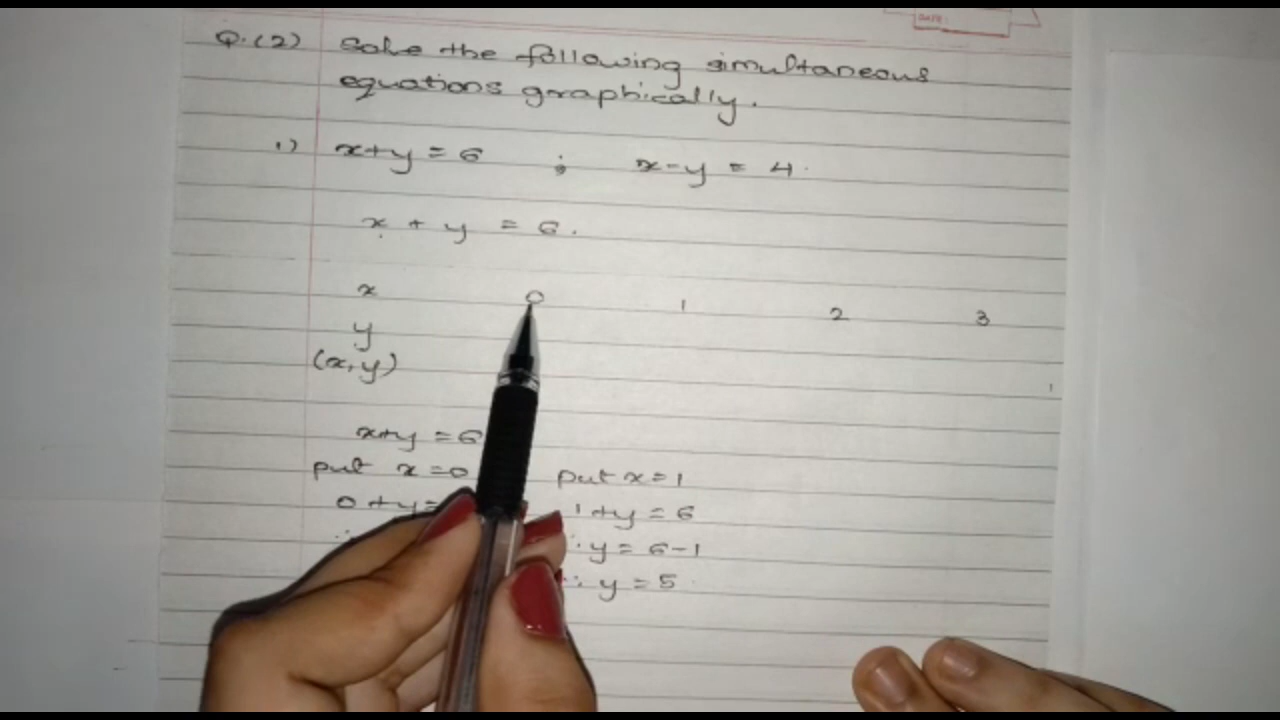 Q.(2) Solve the following simultaneous
equations graphically.
1) x+y = 6 ; x-y = 4.
x + y = 6.
x 0 1 2 3
y
(x,y)
x+y = 6
put x=0 put x=1
0+y= 1+y = 6
∴ ∴ y = 6-1
∴ y = 5